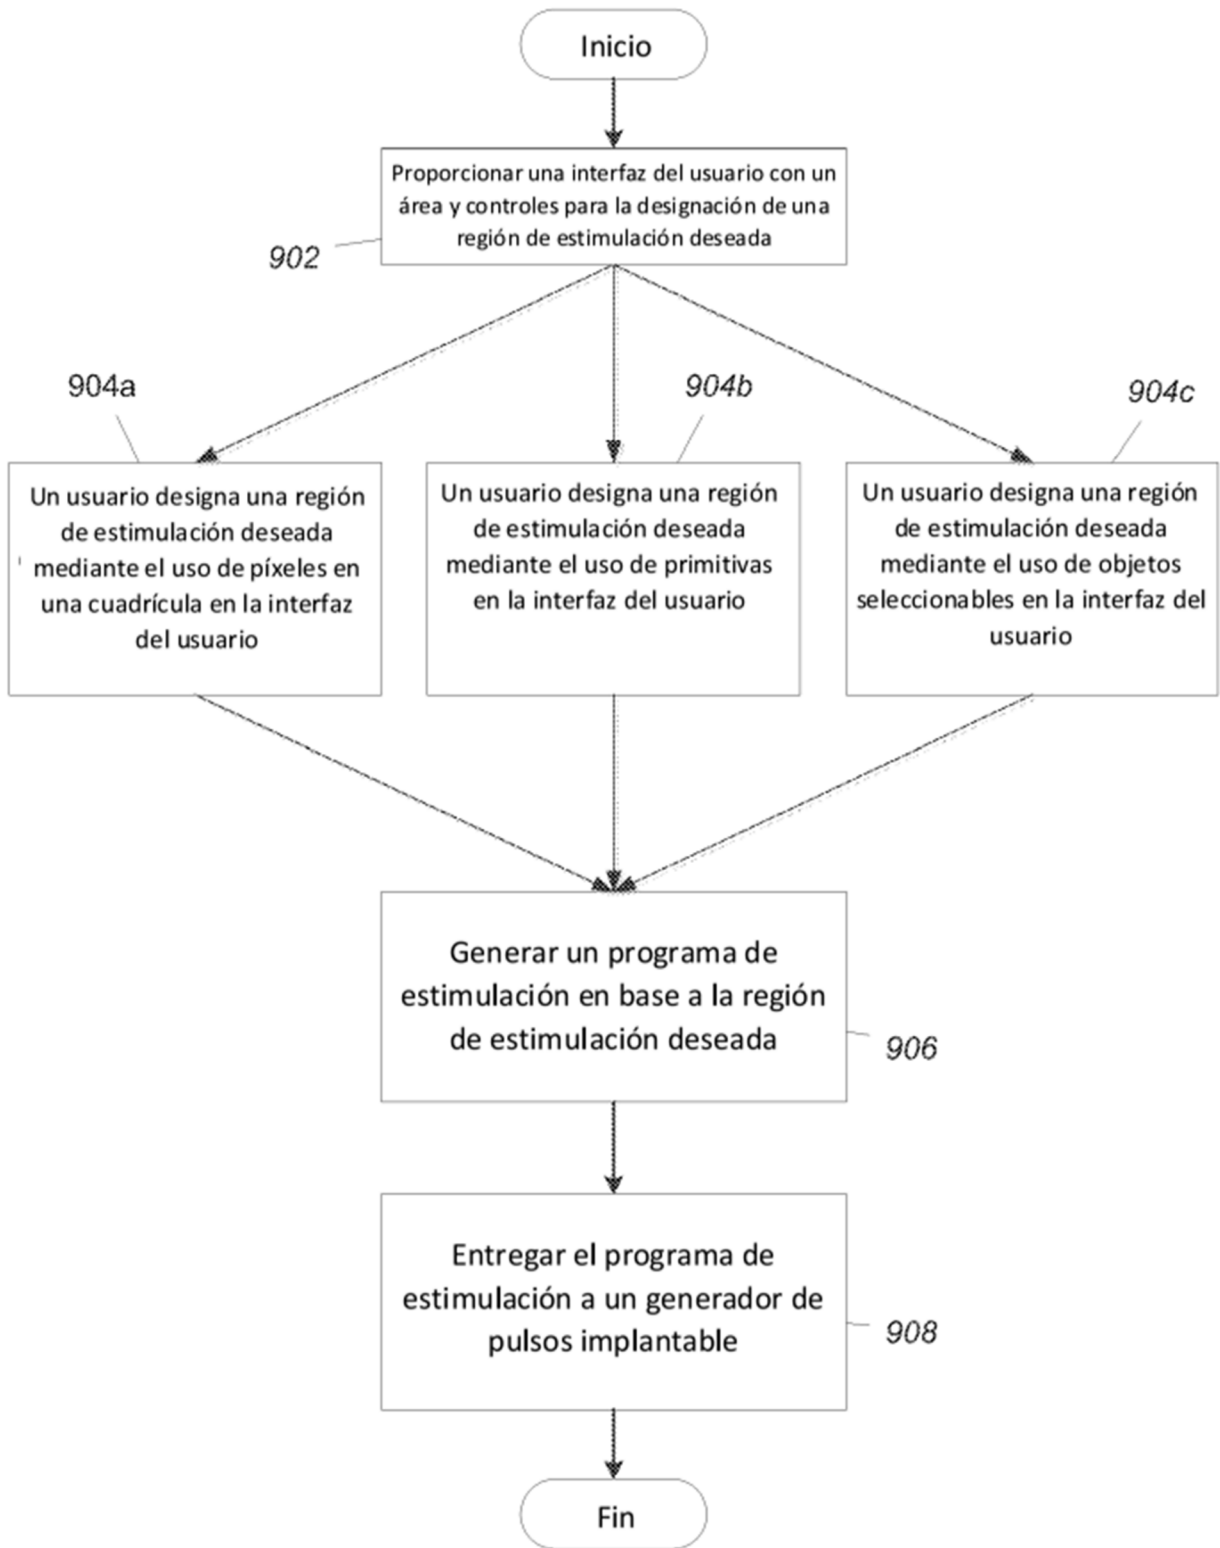 Inicio
Proporcionar una interfaz del usuario con un
área y controles para la designación de una
región de estimulación deseada
902
904a
904b
904c
Un usuario designa una región
de estimulación deseada
mediante el uso de píxeles en
una cuadrícula en la interfaz
del usuario
Un usuario designa una región
de estimulación deseada
mediante el uso de primitivas
en la interfaz del usuario
Un usuario designa una región
de estimulación deseada
mediante el uso de objetos
seleccionables en la interfaz del
usuario
Generar un programa de
estimulación en base a la región
de estimulación deseada
906
Entregar el programa de
estimulación a un generador de
pulsos implantable
908
Fin